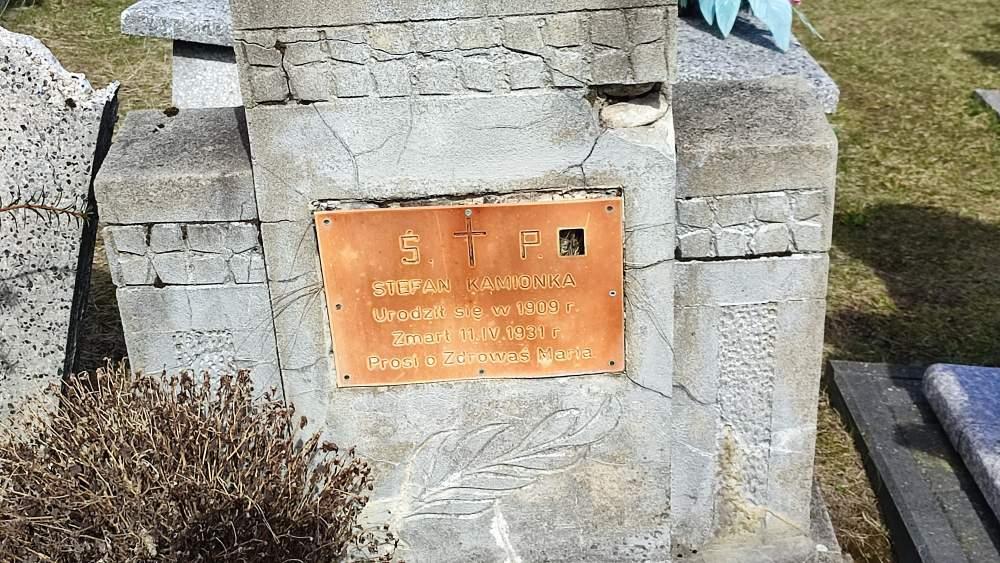 Ś. P.
STEFAN KAMIONKA
Urodził się w 1909 r.
Zmarł 11.IV.1931 r.
Prosi o Zdrowaś Maria